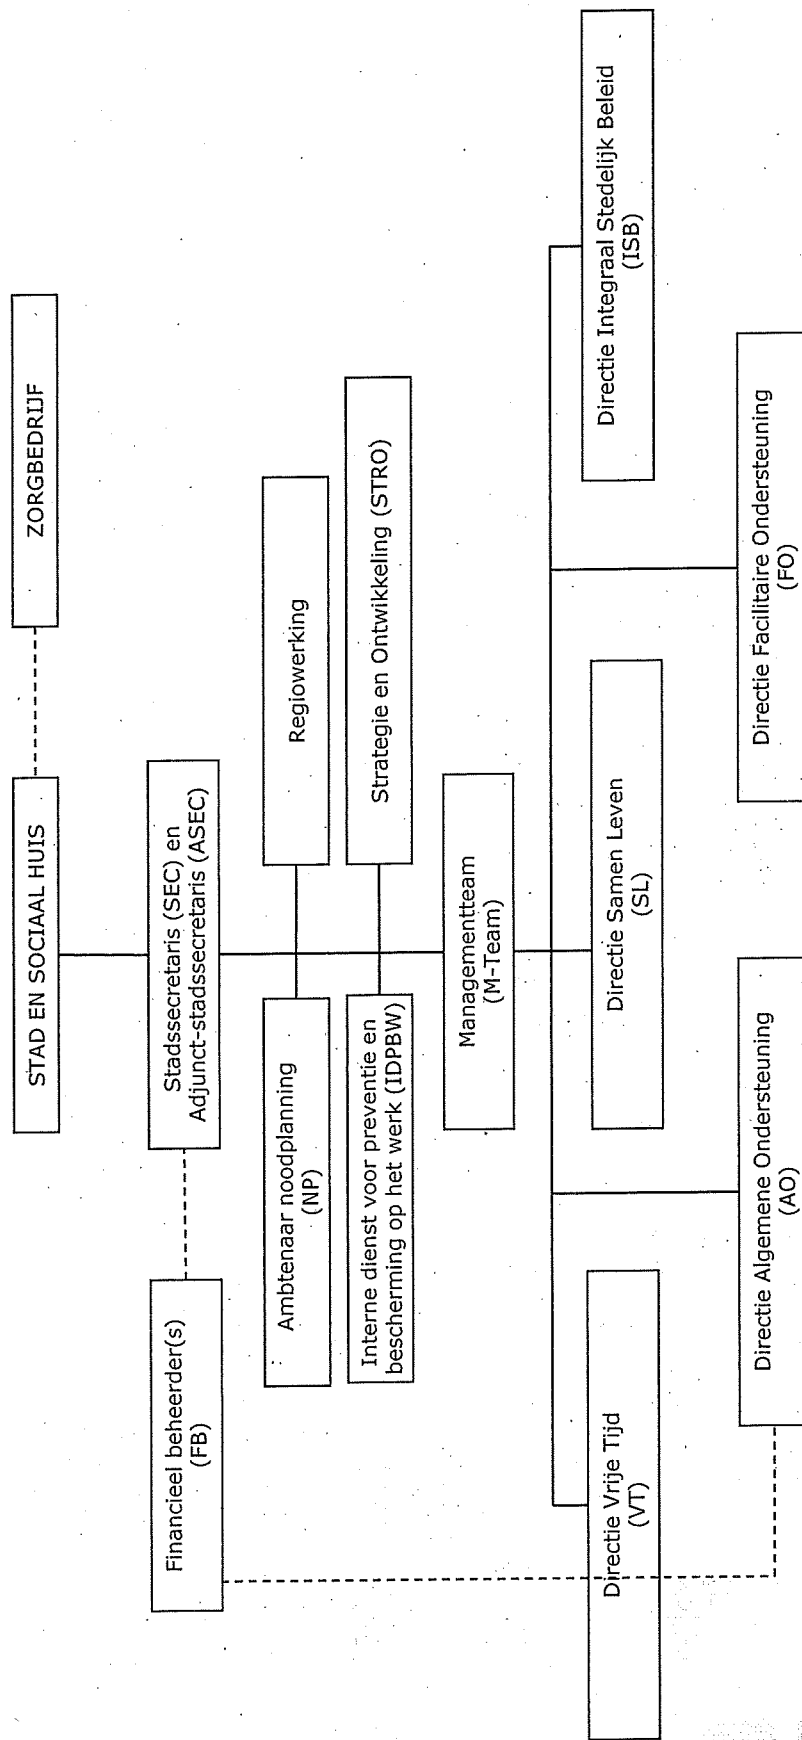 STAD EN SOCIAAL HUIS
ZORGBEDRIJF
Financieel beheerder(s)
(FB)
Stadssecretaris (SEC) en
Adjunct-stadssecretaris (ASEC)
Ambtenaar noodplanning
(NP)
Regiowerking
Interne dienst voor preventie en
bescherming op het werk (IDPBW)
Strategie en Ontwikkeling (STRO)
Managementteam
(M-Team)
Directie Vrije Tijd
(VT)
Directie Samen Leven
(SL)
Directie Integraal Stedelijk Beleid
(ISB)
Directie Algemene Ondersteuning
(AO)
Directie Facilitaire Ondersteuning
(FO)